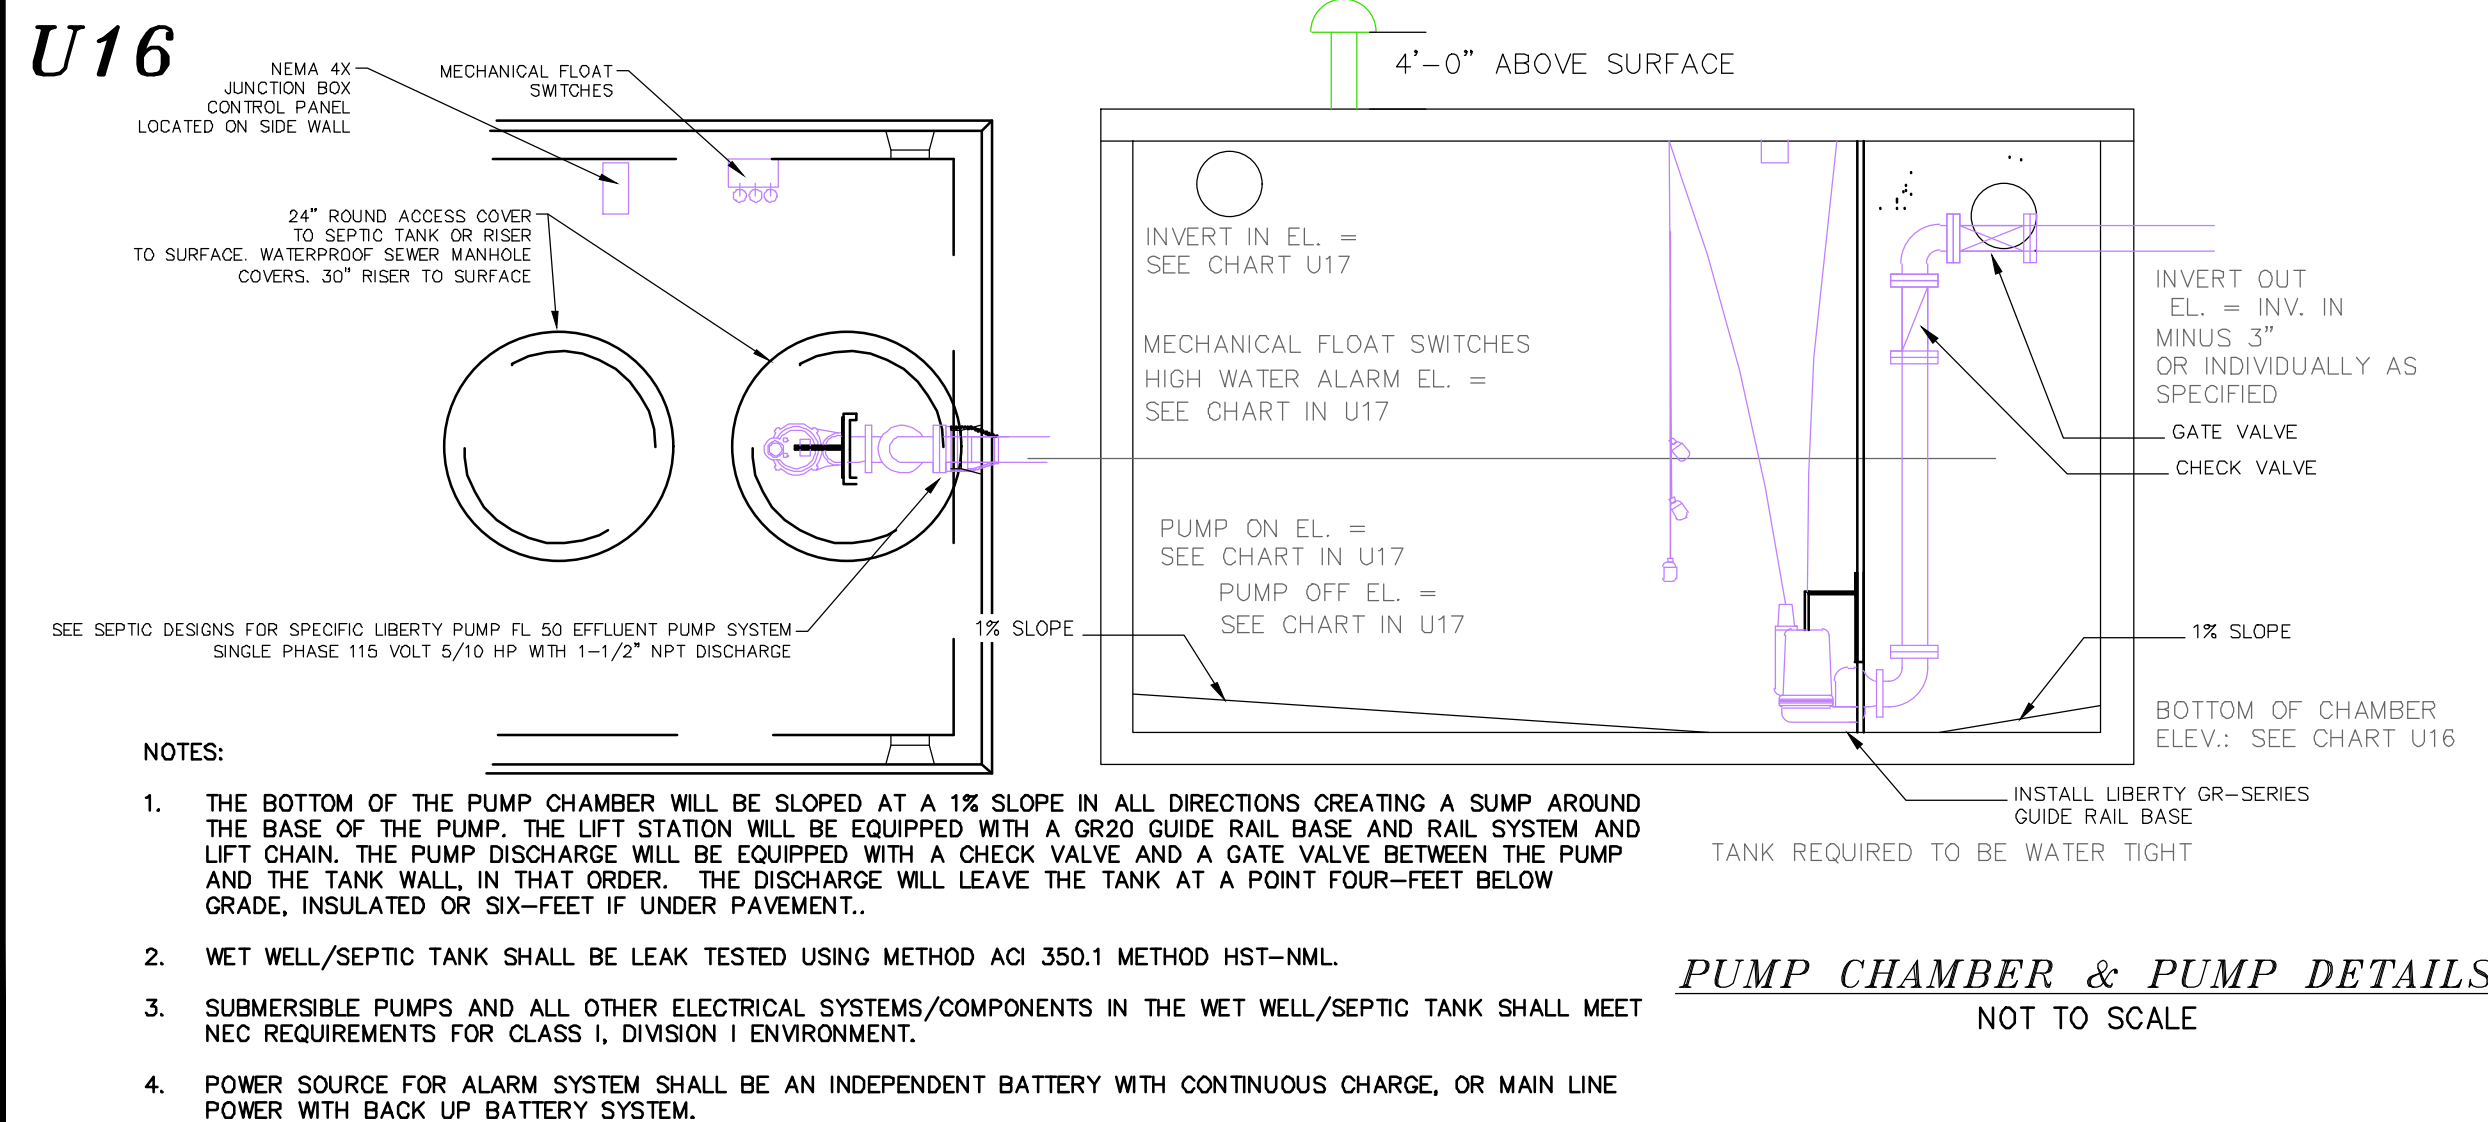 U16
NEMA 4X
JUNCTION BOX
CONTROL PANEL
LOCATED ON SIDE WALL
MECHANICAL FLOAT
SWITCHES
24" ROUND ACCESS COVER
TO SEPTIC TANK OR RISER
TO SURFACE. WATERPROOF SEWER MANHOLE
COVERS. 30" RISER TO SURFACE
SEE SEPTIC DESIGNS FOR SPECIFIC LIBERTY PUMP FL 50 EFFLUENT PUMP SYSTEM
SINGLE PHASE 115 VOLT 5/10 HP WITH 1-1/2" NPT DISCHARGE
4'-0" ABOVE SURFACE
INVERT IN EL. =
SEE CHART U17
MECHANICAL FLOAT SWITCHES
HIGH WATER ALARM EL. =
SEE CHART IN U17
PUMP ON EL. =
SEE CHART IN U17
PUMP OFF EL. =
SEE CHART IN U17
1% SLOPE
INVERT OUT
EL. = INV. IN
MINUS 3"
OR INDIVIDUALLY AS
SPECIFIED
GATE VALVE
CHECK VALVE
1% SLOPE
BOTTOM OF CHAMBER
ELEV.: SEE CHART U16
INSTALL LIBERTY GR-SERIES
GUIDE RAIL BASE
TANK REQUIRED TO BE WATER TIGHT
NOTES:
1. THE BOTTOM OF THE PUMP CHAMBER WILL BE SLOPED AT A 1% SLOPE IN ALL DIRECTIONS CREATING A SUMP AROUND
THE BASE OF THE PUMP. THE LIFT STATION WILL BE EQUIPPED WITH A GR20 GUIDE RAIL BASE AND RAIL SYSTEM AND
LIFT CHAIN. THE PUMP DISCHARGE WILL BE EQUIPPED WITH A CHECK VALVE AND A GATE VALVE BETWEEN THE PUMP
AND THE TANK WALL, IN THAT ORDER. THE DISCHARGE WILL LEAVE THE TANK AT A POINT FOUR-FEET BELOW
GRADE, INSULATED OR SIX-FEET IF UNDER PAVEMENT..
2. WET WELL/SEPTIC TANK SHALL BE LEAK TESTED USING METHOD ACI 350.1 METHOD HST-NML.
3. SUBMERSIBLE PUMPS AND ALL OTHER ELECTRICAL SYSTEMS/COMPONENTS IN THE WET WELL/SEPTIC TANK SHALL MEET
NEC REQUIREMENTS FOR CLASS I, DIVISION I ENVIRONMENT.
4. POWER SOURCE FOR ALARM SYSTEM SHALL BE AN INDEPENDENT BATTERY WITH CONTINUOUS CHARGE, OR MAIN LINE
POWER WITH BACK UP BATTERY SYSTEM.
PUMP CHAMBER & PUMP DETAILS
NOT TO SCALE